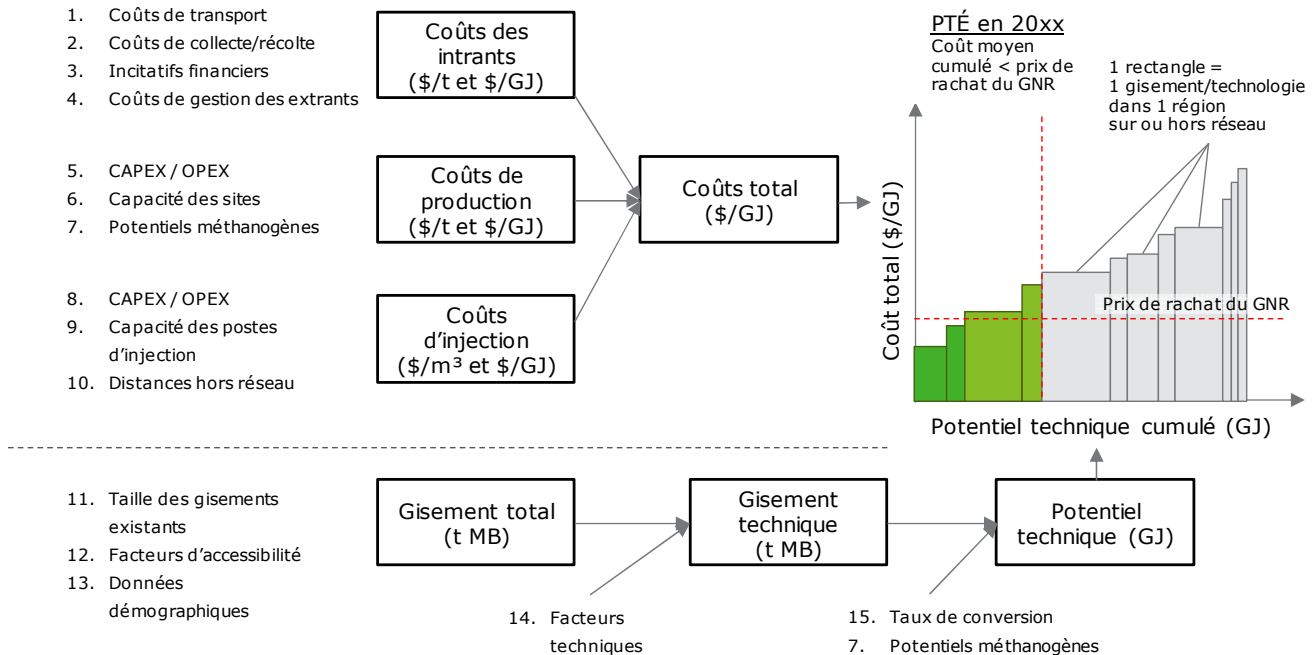 1. Coûts de transport
2. Coûts de collecte/récolte
3. Incitatifs financiers
4. Coûts de gestion des extrants
Coûts des
intrants
($/t et $/GJ)
5. CAPEX / OPEX
6. Capacité des sites
7. Potentiels méthanogènes
Coûts de
production
($/t et $/GJ)
8. CAPEX / OPEX
9. Capacité des postes
d’injection
10. Distances hors réseau
Coûts
d’injection
($/m³ et $/GJ)
Coûts total
($/GJ)
PTÉ en 20xx
Coût moyen
cumulé < prix de
rachat du GNR
1 rectangle =
1 gisement/technologie
dans 1 région
sur ou hors réseau
Coût total ($/GJ)
Prix de rachat du GNR
Potentiel technique cumulé (GJ)
11. Taille des gisements
existants
12. Facteurs d’accessibilité
13. Données
démographiques
Gisement total
(t MB)
Gisement
technique
(t MB)
Potentiel
technique (GJ)
14. Facteurs
techniques
15. Taux de conversion
7. Potentiels méthanogènes